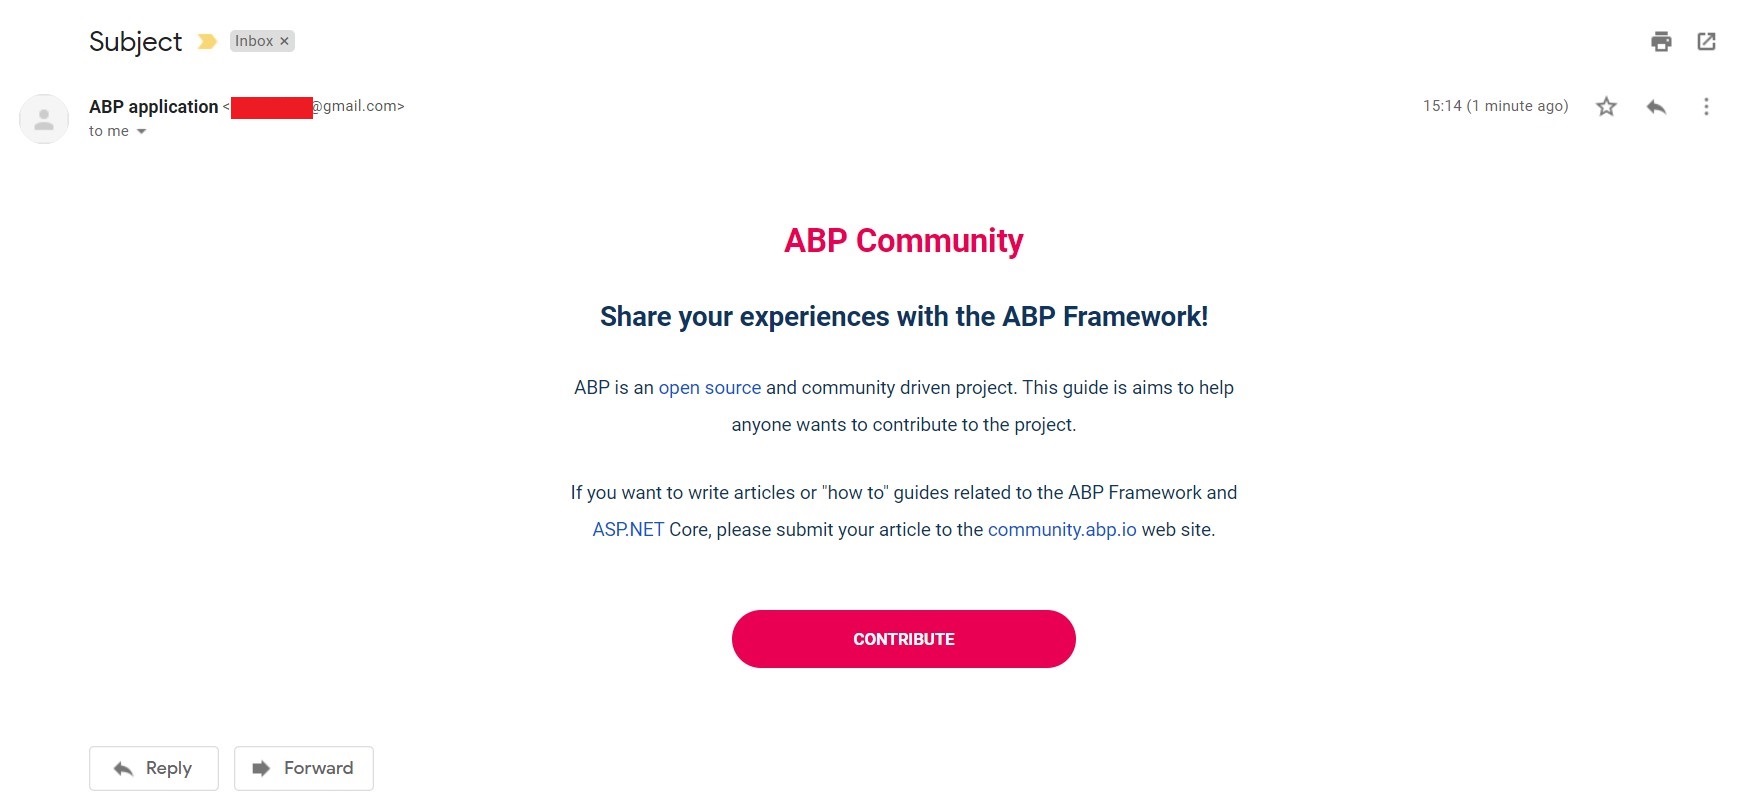 Subject
Inbox ×
ABP application < @gmail.com>
15:14 (1 minute ago)
to me
ABP Community
Share your experiences with the ABP Framework!
ABP is an open source and community driven project. This guide is aims to help
anyone wants to contribute to the project.
If you want to write articles or "how to" guides related to the ABP Framework and
ASP.NET Core, please submit your article to the community.abp.io web site.
CONTRIBUTE
Reply
Forward